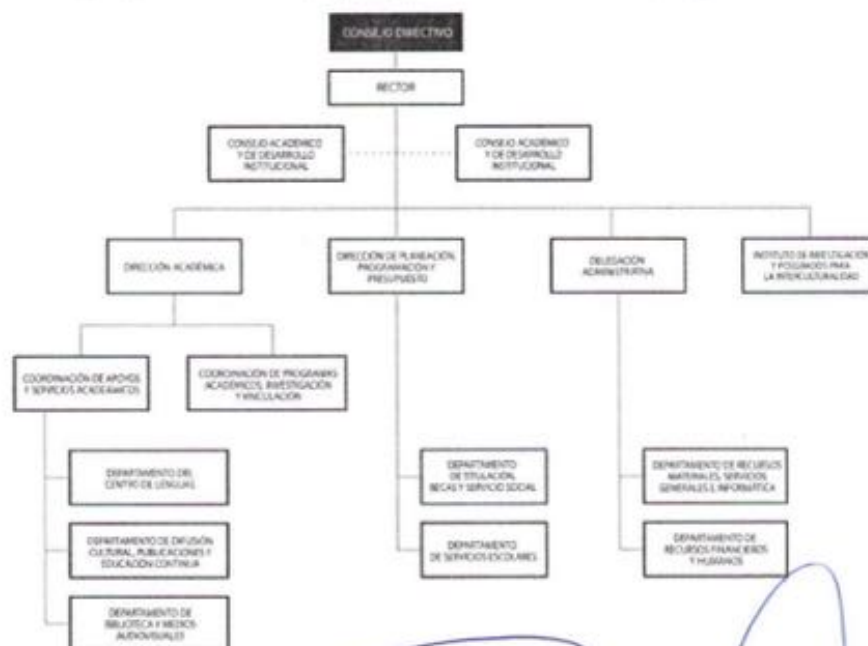 CONSEJO DIRECTIVO
RECTOR
CONSEJO ACADÉMICO
Y DE DESARROLLO
INSTITUCIONAL
CONSEJO ACADÉMICO
Y DE DESARROLLO
INSTITUCIONAL
DIRECCIÓN ACADÉMICA
DIRECCIÓN DE PLANEACIÓN,
PROGRAMACIÓN Y
PRESUPUESTO
DELEGACIÓN
ADMINISTRATIVA
INSTITUTO DE INVESTIGACIÓN
Y POSGRADOS PARA
LA INTERCULTURALIDAD
COORDINACIÓN DE APOYOS
Y SERVICIOS ACADÉMICOS
COORDINACIÓN DE PROGRAMAS
ACADÉMICOS, INVESTIGACIÓN
Y VINCULACIÓN
DEPARTAMENTO DEL
CENTRO DE LENGUAS
DEPARTAMENTO
DE TITULACIÓN,
BECAS Y SERVICIO SOCIAL
DEPARTAMENTO DE RECURSOS
MATERIALES, SERVICIOS
GENERALES E INFORMÁTICA
DEPARTAMENTO DE DIFUSIÓN
CULTURAL, PUBLICACIONES Y
EDUCACIÓN CONTINUA
DEPARTAMENTO
DE SERVICIOS ESCOLARES
DEPARTAMENTO DE
RECURSOS FINANCIEROS
Y HUMANOS
DEPARTAMENTO DE
BIBLIOTECA Y MEDIOS
AUDIOVISUALES